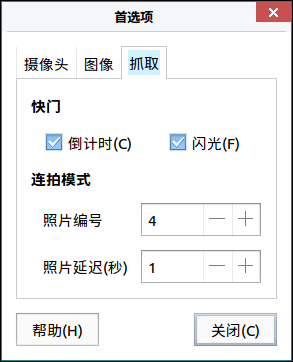 首选项
摄像头 图像 抓取
快门
倒计时(C) 闪光(F)
连拍模式
照片编号 4
照片延迟(秒) 1
帮助(H) 关闭(C)